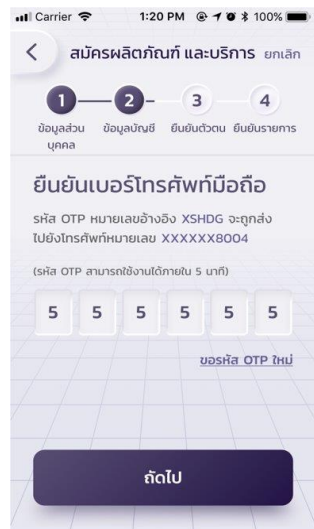 Carrier 1:20 PM 100%
สมัครผลิตภัณฑ์ และบริการ ยกเลิก
1 2 3 4
ข้อมูลส่วนบุคคล ข้อมูลบัญชี ยืนยันตัวตน ยืนยันรายการ
ยืนยันเบอร์โทรศัพท์มือถือ
รหัส OTP หมายเลขอ้างอิง XSHDG จะถูกส่ง
ไปยังโทรศัพท์หมายเลข XXXXXX8004
(รหัส OTP สามารถใช้งานได้ภายใน 5 นาที)
5 5 5 5 5 5
ขอรหัส OTP ใหม่
ถัดไป